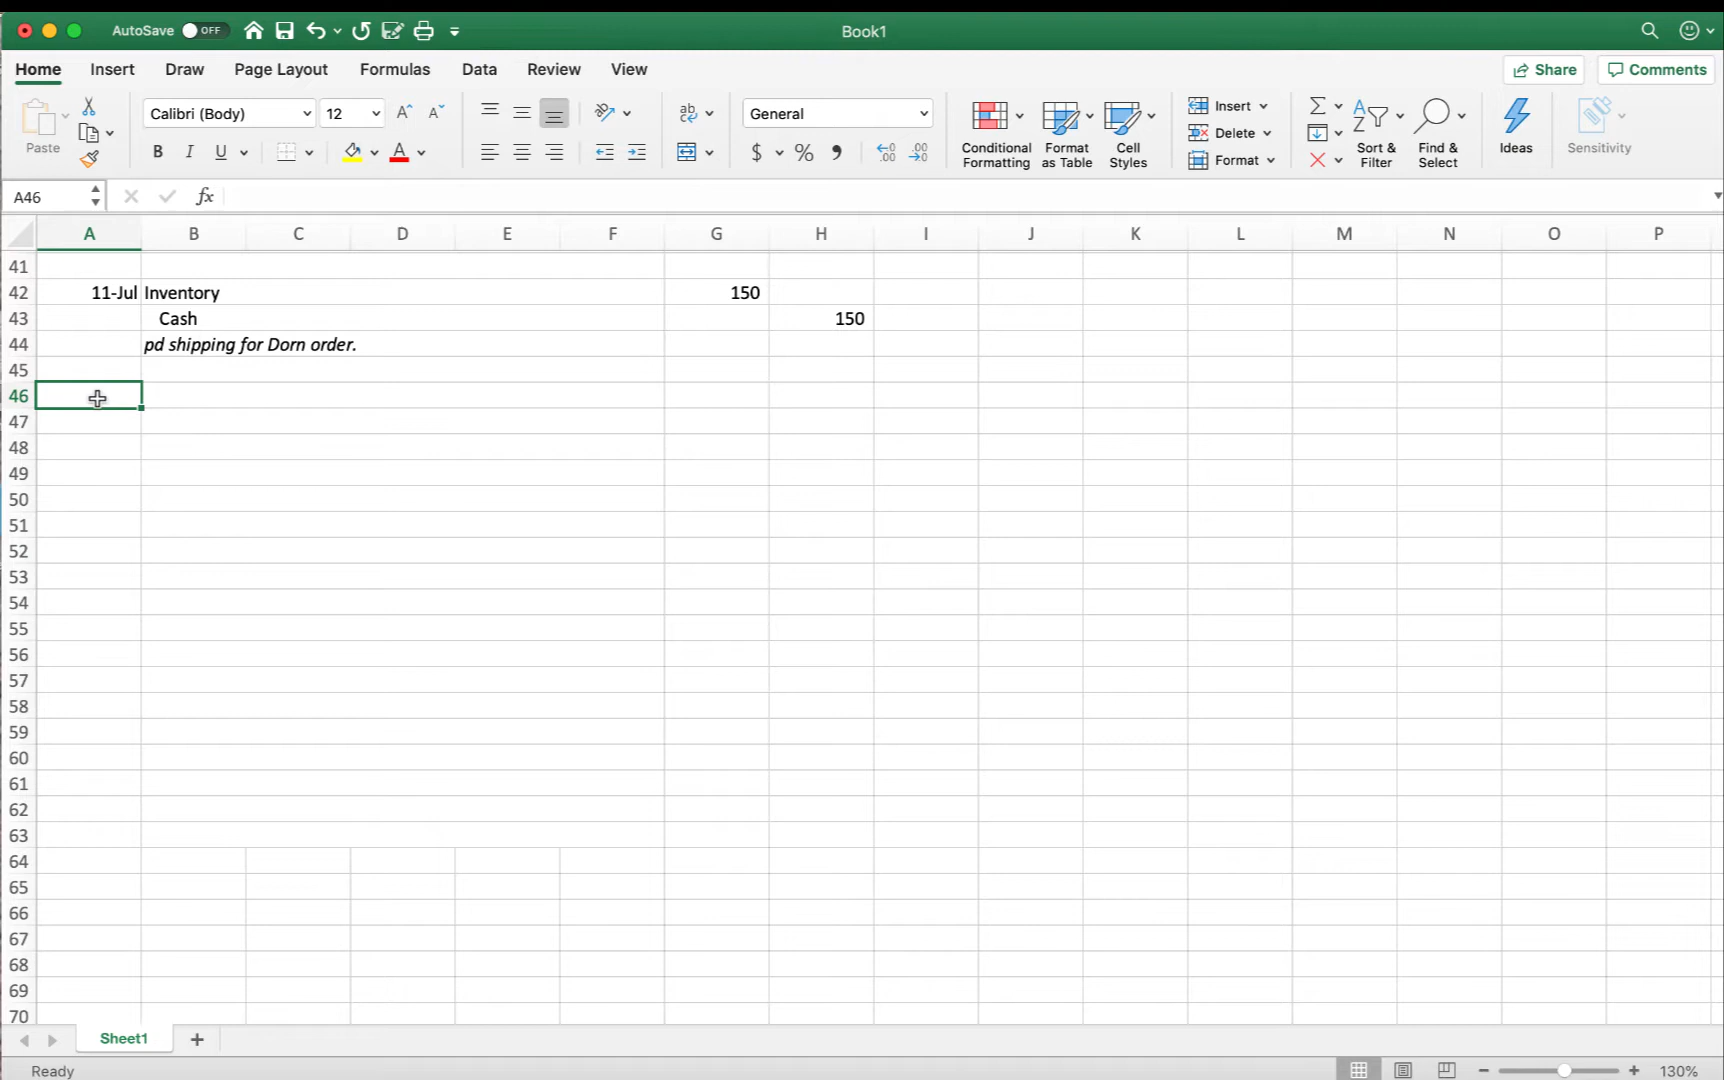 AutoSave OFF Book1
Home Insert Draw Page Layout Formulas Data Review View Share Comments
Paste Calibri (Body) 12 A^ A˅ ab General Conditional Formatting Format as Table Cell Styles Insert Delete Format Sort & Filter Find & Select Ideas Sensitivity
B I U A $ % , .00
A46 fx
A B C D E F G H I J K L M N O P
41
42 11-Jul Inventory 150
43 Cash 150
44 pd shipping for Dorn order.
45
46
47
48
49
50
51
52
53
54
55
56
57
58
59
60
61
62
63
64
65
66
67
68
69
70
Sheet1 +
Ready 130%